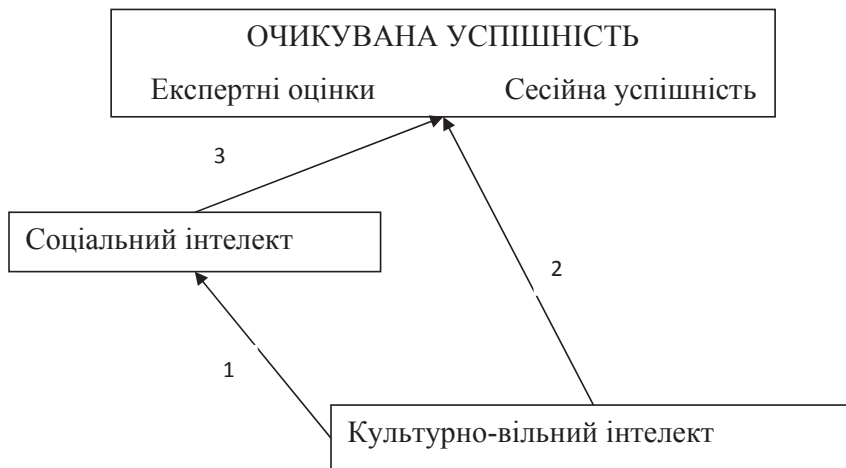 ОЧИКУВАНА УСПІШНІСТЬ
Експертні оцінки Сесійна успішність
3
Соціальний інтелект
2
1
Культурно-вільний інтелект